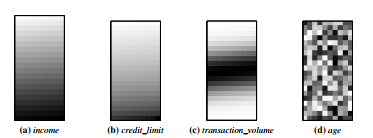 (a) income (b) credit_limit (c) transaction_volume (d) age